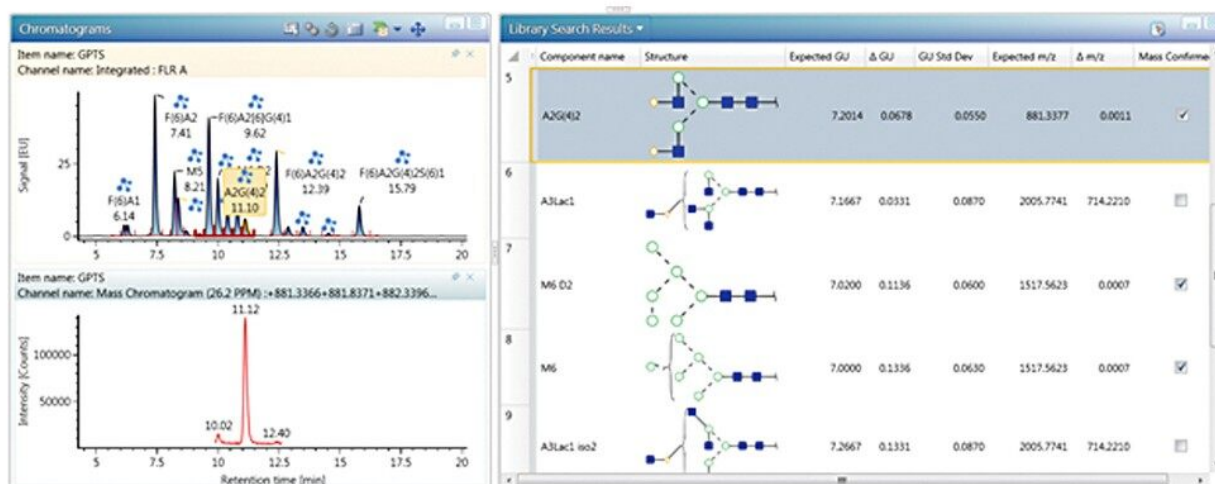 Chromatograms
Item name: GPTS
Channel name: Integrated : FLR A
Signal [EU]
25
0
F(6)A1
6.14
F(6)A2
7.41
M5
8.21
F(6)A2[6]G(4)1
9.62
A2G(4)2
11.10
F(6)A2G(4)2
12.39
F(6)A2G(4)2S(6)1
15.79
5 7.5 10 12.5 15 17.5 20
Item name: GPTS
Channel name: Mass Chromatogram (26.2 PPM) :+881.3366+881.8371+882.3396...
Intensity [Counts]
100000
50000
11.12
10.02
12.40
5 7.5 10 12.5 15 17.5 20
Retention time [min]
Library Search Results
Component name Structure Expected GU Δ GU GU Std Dev Expected m/z Δ m/z Mass Confirme
5 A2G(4)2 7.2014 0.0678 0.0550 881.3377 0.0011
6 A3Lac1 7.1667 0.0331 0.0870 2005.7741 714.2210
7 M6 D2 7.0200 0.1136 0.0600 1517.5623 0.0007
8 M6 7.0000 0.1336 0.0630 1517.5623 0.0007
9 A3Lac1 iso2 7.2667 0.1331 0.0870 2005.7741 714.2210